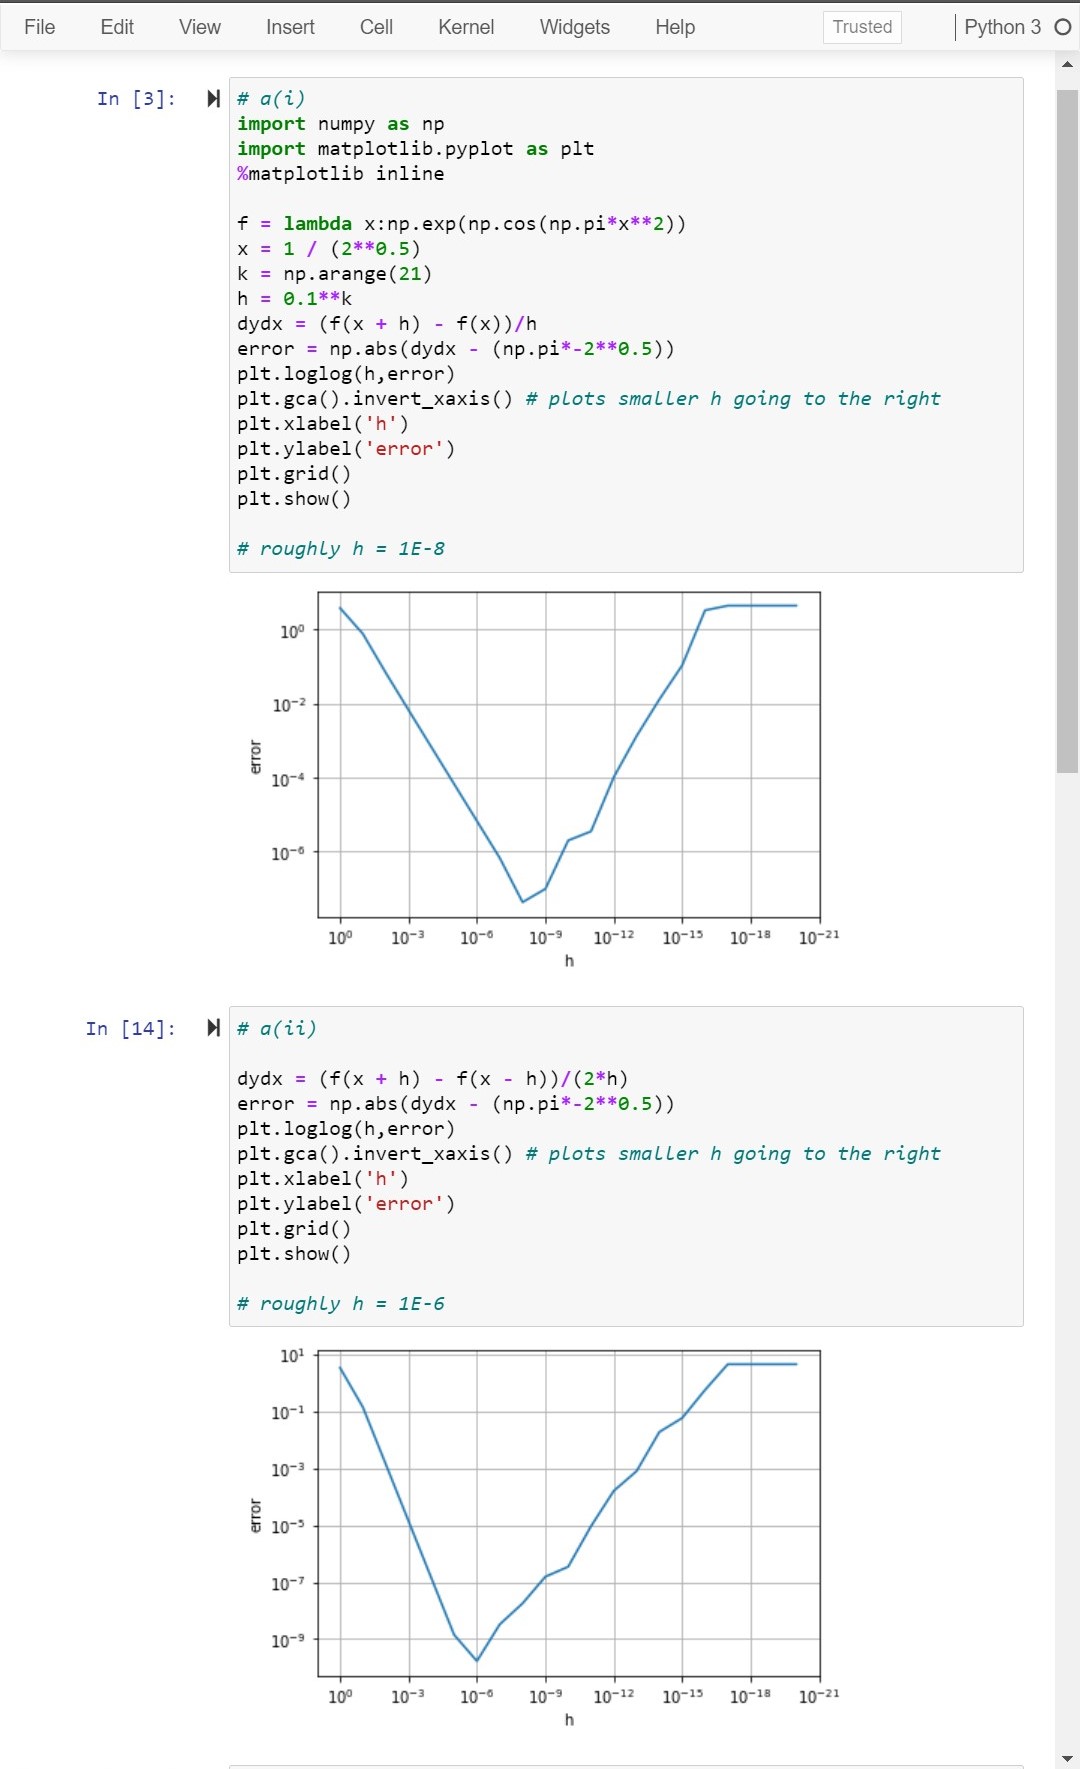 File Edit View Insert Cell Kernel Widgets Help Trusted Python 3
In [3]:
# a(i)
import numpy as np
import matplotlib.pyplot as plt
%matplotlib inline
f = lambda x:np.exp(np.cos(np.pi*x**2))
x = 1 / (2**0.5)
k = np.arange(21)
h = 0.1**k
dydx = (f(x + h) - f(x))/h
error = np.abs(dydx - (np.pi*-2**0.5))
plt.loglog(h,error)
plt.gca().invert_xaxis() # plots smaller h going to the right
plt.xlabel('h')
plt.ylabel('error')
plt.grid()
plt.show()
# roughly h = 1E-8
10⁰
10⁻²
10⁻⁴
10⁻⁶
error
10⁰ 10⁻³ 10⁻⁶ 10⁻⁹ 10⁻¹² 10⁻¹⁵ 10⁻¹⁸ 10⁻²¹
h
In [14]:
# a(ii)
dydx = (f(x + h) - f(x - h))/(2*h)
error = np.abs(dydx - (np.pi*-2**0.5))
plt.loglog(h,error)
plt.gca().invert_xaxis() # plots smaller h going to the right
plt.xlabel('h')
plt.ylabel('error')
plt.grid()
plt.show()
# roughly h = 1E-6
10¹
10⁻¹
10⁻³
10⁻⁵
10⁻⁷
10⁻⁹
error
10⁰ 10⁻³ 10⁻⁶ 10⁻⁹ 10⁻¹² 10⁻¹⁵ 10⁻¹⁸ 10⁻²¹
h